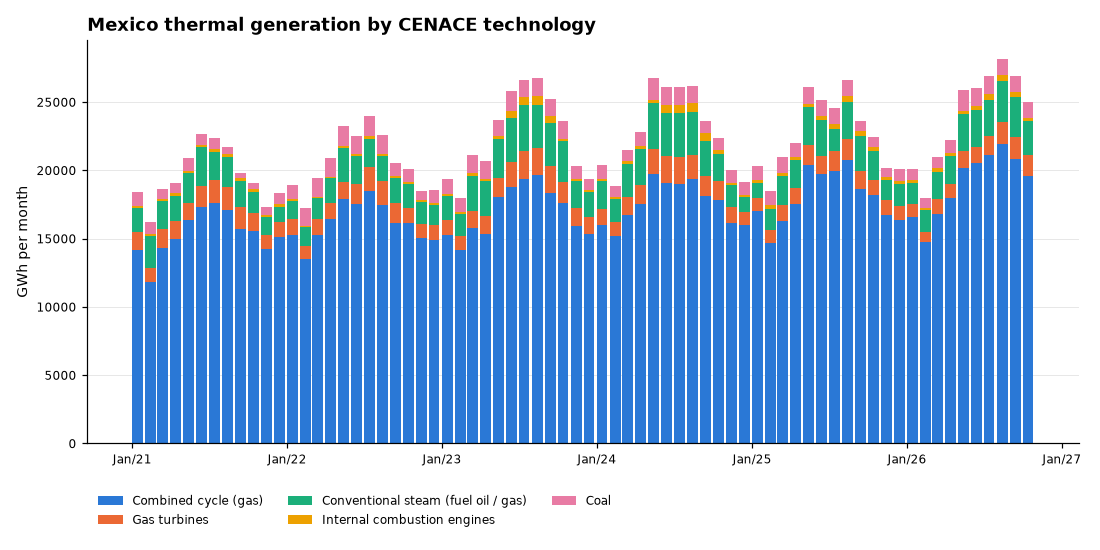 Mexico thermal generation by CENACE technology
GWh per month
25000
20000
15000
10000
5000
0
Jan/21 Jan/22 Jan/23 Jan/24 Jan/25 Jan/26 Jan/27
Combined cycle (gas) Conventional steam (fuel oil / gas) Coal
Gas turbines Internal combustion engines